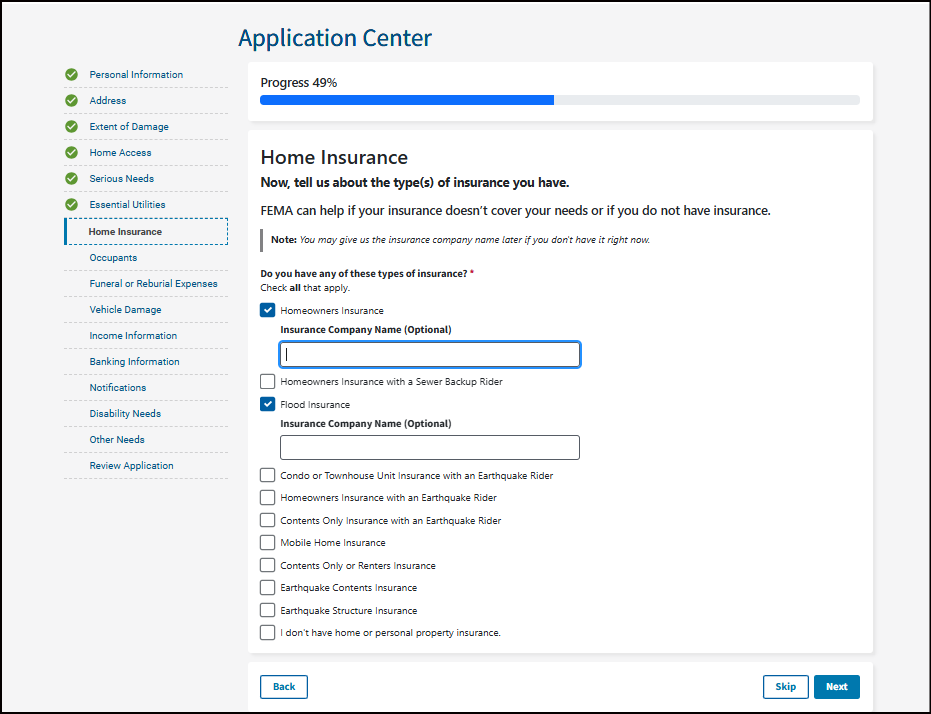 Application Center
Personal Information
Address
Extent of Damage
Home Access
Serious Needs
Essential Utilities
Home Insurance
Occupants
Funeral or Reburial Expenses
Vehicle Damage
Income Information
Banking Information
Notifications
Disability Needs
Other Needs
Review Application
Progress 49%
Home Insurance
Now, tell us about the type(s) of insurance you have.
FEMA can help if your insurance doesn’t cover your needs or if you do not have insurance.
Note: You may give us the insurance company name later if you don't have it right now.
Do you have any of these types of insurance? *
Check all that apply.
Homeowners Insurance
Insurance Company Name (Optional)
Homeowners Insurance with a Sewer Backup Rider
Flood Insurance
Insurance Company Name (Optional)
Condo or Townhouse Unit Insurance with an Earthquake Rider
Homeowners Insurance with an Earthquake Rider
Contents Only Insurance with an Earthquake Rider
Mobile Home Insurance
Contents Only or Renters Insurance
Earthquake Contents Insurance
Earthquake Structure Insurance
I don't have home or personal property insurance.
Back
Skip
Next